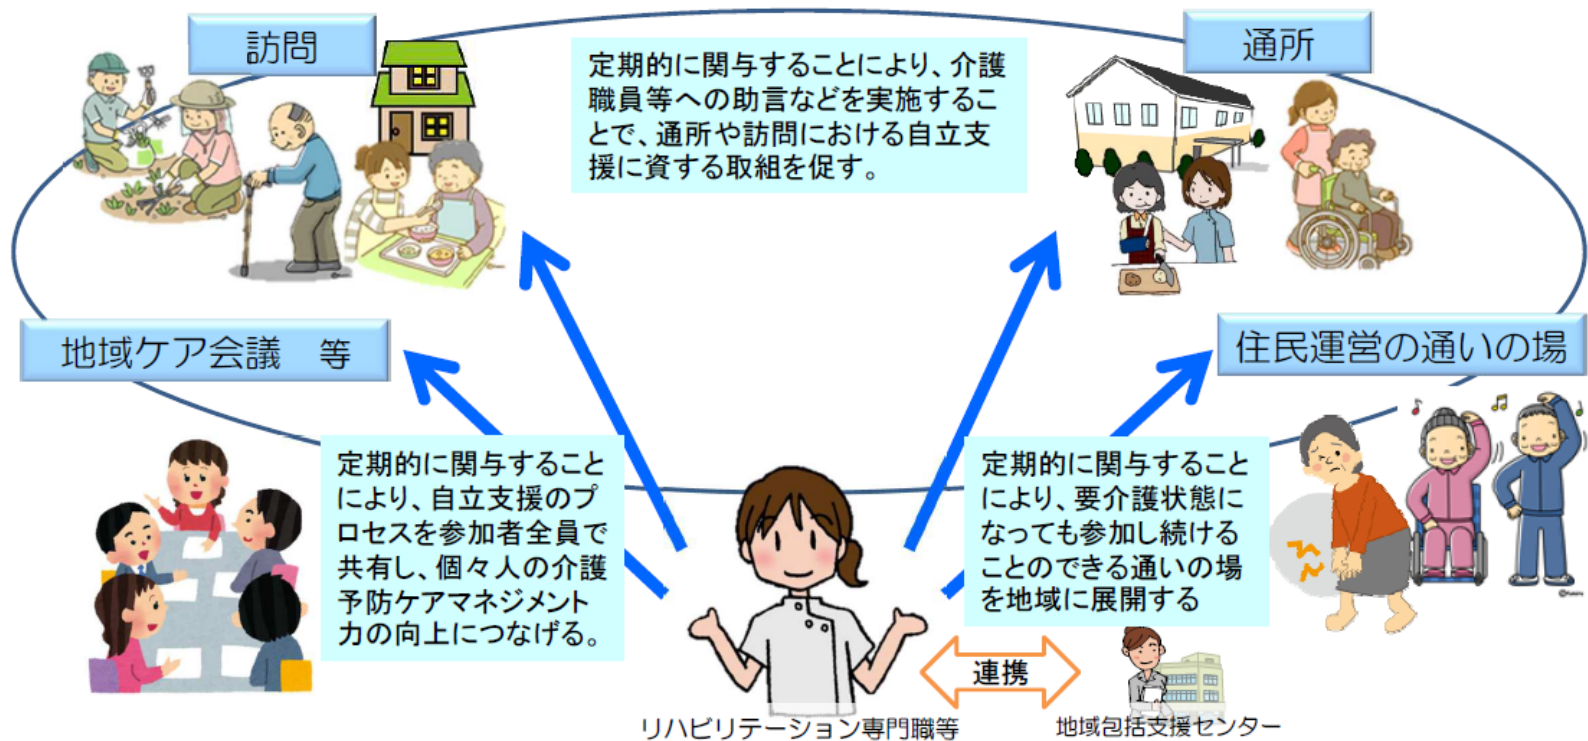 訪問
定期的に関与することにより、介護
職員等への助言などを実施するこ
とで、通所や訪問における自立支
援に資する取組を促す。
通所
地域ケア会議　等
住民運営の通いの場
定期的に関与すること
により、自立支援のプ
ロセスを参加者全員で
共有し、個々人の介護
予防ケアマネジメント
力の向上につなげる。
定期的に関与すること
により、要介護状態に
なっても参加し続ける
ことのできる通いの場
を地域に展開する
連携
リハビリテーション専門職等
地域包括支援センター